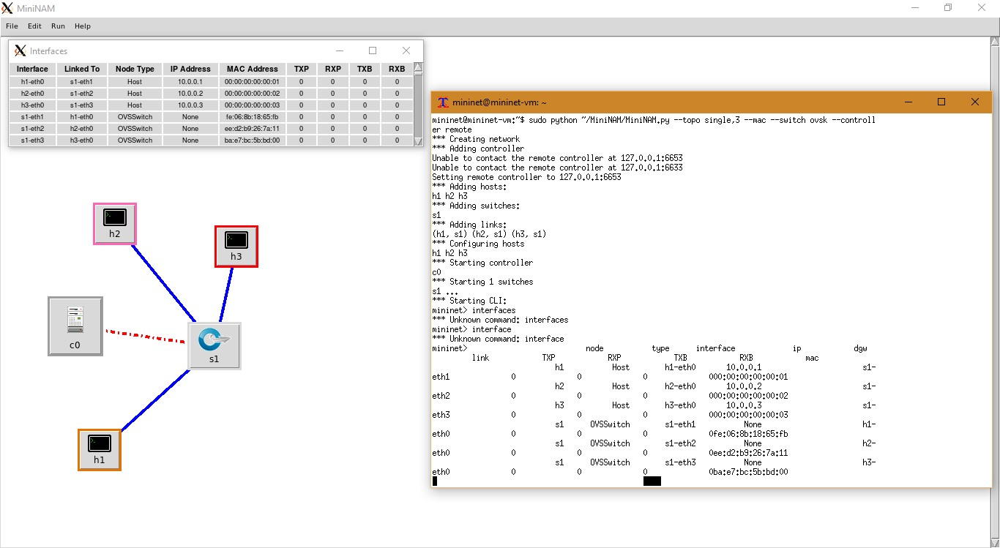 MiniNAM
File Edit Run Help
Interfaces
Interface Linked To Node Type IP Address MAC Address TXP RXP TXB RXB
h1-eth0 s1-eth1 Host 10.0.0.1 00:00:00:00:00:01 0 0 0 0
h2-eth0 s1-eth2 Host 10.0.0.2 00:00:00:00:00:02 0 0 0 0
h3-eth0 s1-eth3 Host 10.0.0.3 00:00:00:00:00:03 0 0 0 0
s1-eth1 h1-eth0 OVSSwitch None fe:06:8b:18:65:fb 0 0 0 0
s1-eth2 h2-eth0 OVSSwitch None ee:d2:b9:26:7a:11 0 0 0 0
s1-eth3 h3-eth0 OVSSwitch None ba:e7:bc:5b:bd:00 0 0 0 0
h2
h3
c0
s1
h1
mininet@mininet-vm: ~
mininet@mininet-vm:~$ sudo python ~/MiniNAM/MiniNAM.py --topo single,3 --mac --switch ovsk --controll
er remote
*** Creating network
*** Adding controller
Unable to contact the remote controller at 127.0.0.1:6653
Unable to contact the remote controller at 127.0.0.1:6633
Setting remote controller to 127.0.0.1:6653
*** Adding hosts:
h1 h2 h3
*** Adding switches:
s1
*** Adding links:
(h1, s1) (h2, s1) (h3, s1)
*** Configuring hosts
h1 h2 h3
*** Starting controller
c0
*** Starting 1 switches
s1 ...
*** Starting CLI:
mininet> interfaces
*** Unknown command: interfaces
mininet> interface
*** Unknown command: interface
mininet> node type interface ip dgw
link TXP RXP TXB RXB mac
h1 Host h1-eth0 10.0.0.1 s1-
eth1 0 0 0 000:00:00:00:00:01
h2 Host h2-eth0 10.0.0.2 s1-
eth2 0 0 0 000:00:00:00:00:02
h3 Host h3-eth0 10.0.0.3 s1-
eth3 0 0 0 000:00:00:00:00:03
s1 OVSSwitch s1-eth1 None h1-
eth0 0 0 0 0fe:06:8b:18:65:fb
s1 OVSSwitch s1-eth2 None h2-
eth0 0 0 0 0ee:d2:b9:26:7a:11
s1 OVSSwitch s1-eth3 None h3-
eth0 0 0 0 0ba:e7:bc:5b:bd:00